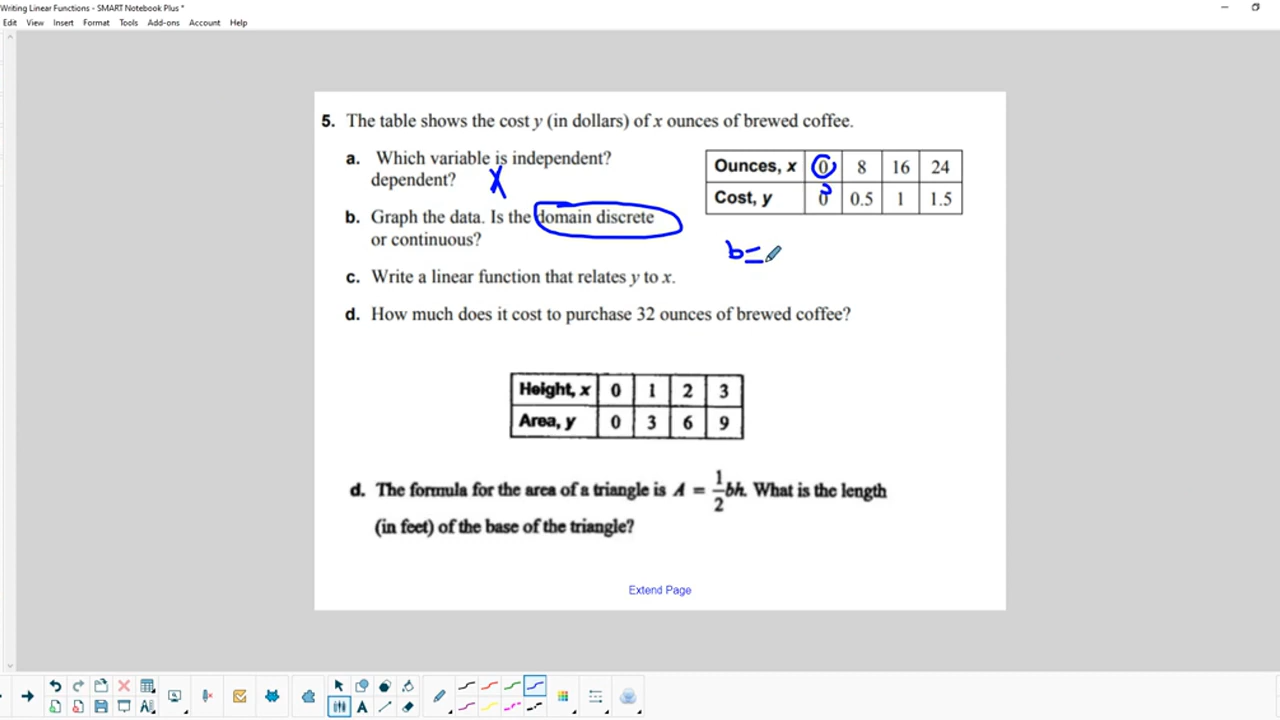 Writing Linear Functions - SMART Notebook Plus *
Edit View Insert Format Tools Add-ons Account Help
5. The table shows the cost y (in dollars) of x ounces of brewed coffee.
a. Which variable is independent?
dependent?
x
b. Graph the data. Is the domain discrete
or continuous?
Ounces, x 0 8 16 24
Cost, y 0 0.5 1 1.5
b=
c. Write a linear function that relates y to x.
d. How much does it cost to purchase 32 ounces of brewed coffee?
Height, x 0 1 2 3
Area, y 0 3 6 9
d. The formula for the area of a triangle is A = 1/2 bh. What is the length
(in feet) of the base of the triangle?
Extend Page